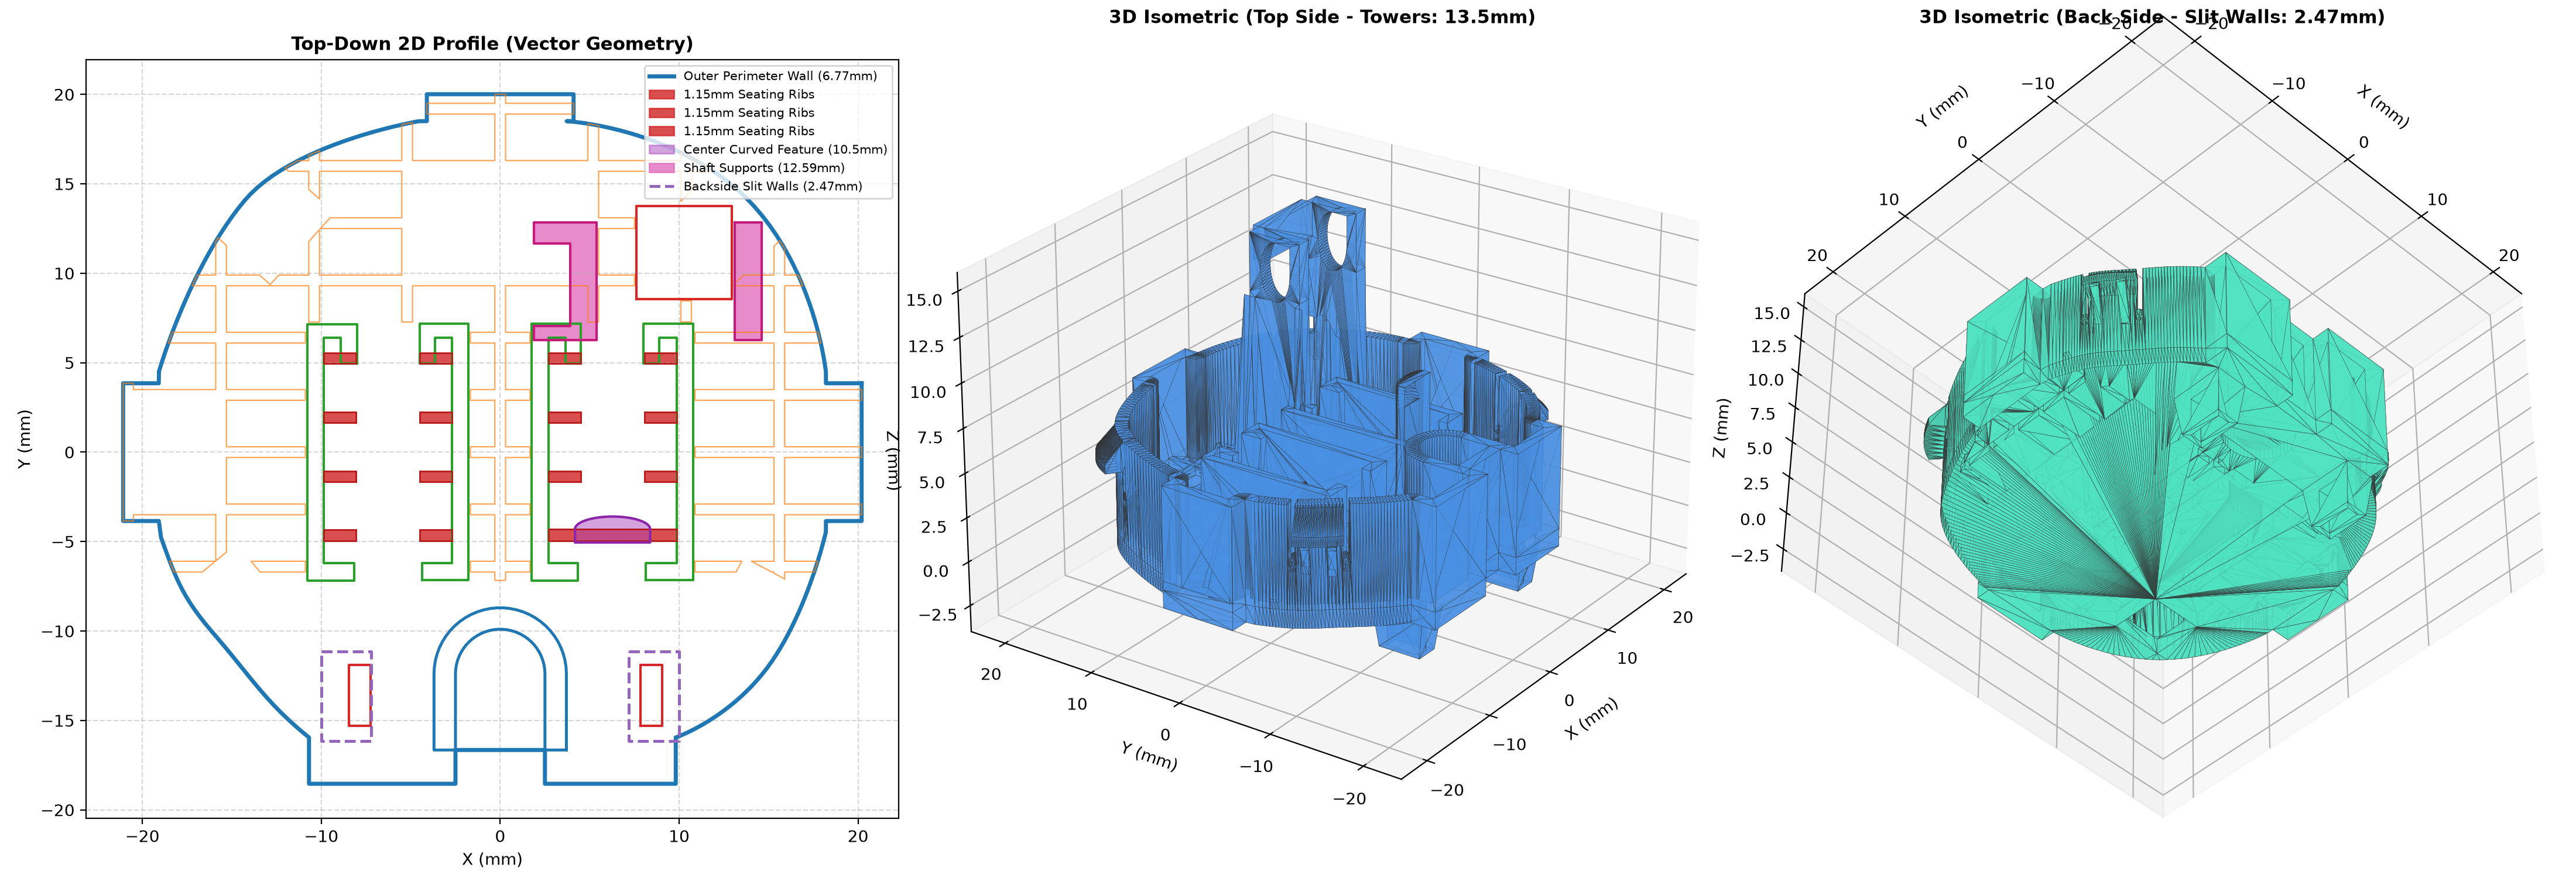 Top-Down 2D Profile (Vector Geometry)
Outer Perimeter Wall (6.77mm)
1.15mm Seating Ribs
1.15mm Seating Ribs
1.15mm Seating Ribs
Center Curved Feature (10.5mm)
Shaft Supports (12.59mm)
Backside Slit Walls (2.47mm)
20
15
10
5
0
−5
−10
−15
−20
Y (mm)
−20
−10
0
10
20
X (mm)
3D Isometric (Top Side - Towers: 13.5mm)
15.0
12.5
10.0
7.5
5.0
2.5
0.0
−2.5
Z (mm)
20
10
0
−10
−20
Y (mm)
20
10
0
−10
−20
X (mm)
3D Isometric (Back Side - Slit Walls: 2.47mm)
−20
−10
0
10
20
Y (mm)
−20
−10
0
10
20
X (mm)
15.0
12.5
10.0
7.5
5.0
2.5
0.0
−2.5
Z (mm)